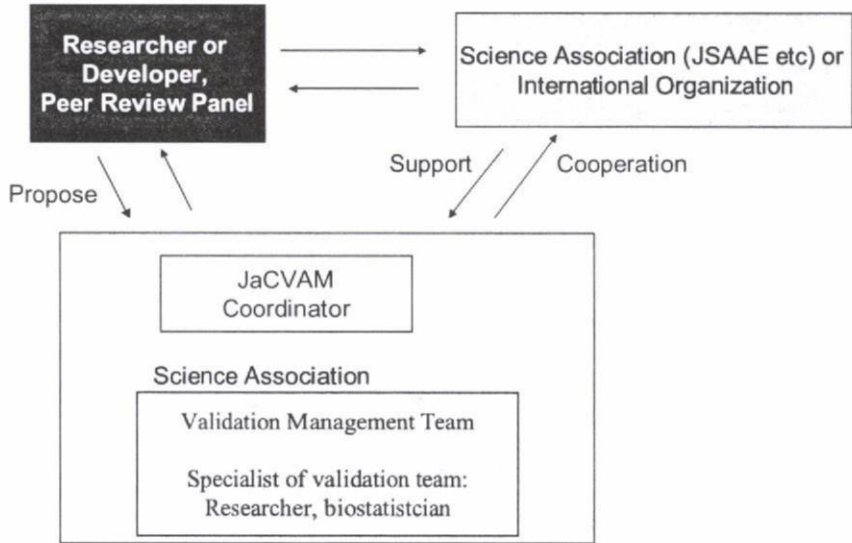 Researcher or
Developer,
Peer Review Panel
Science Association (JSAAE etc) or
International Organization
Propose
Support
Cooperation
JaCVAM
Coordinator
Science Association
Validation Management Team
Specialist of validation team:
Researcher, biostatistcian